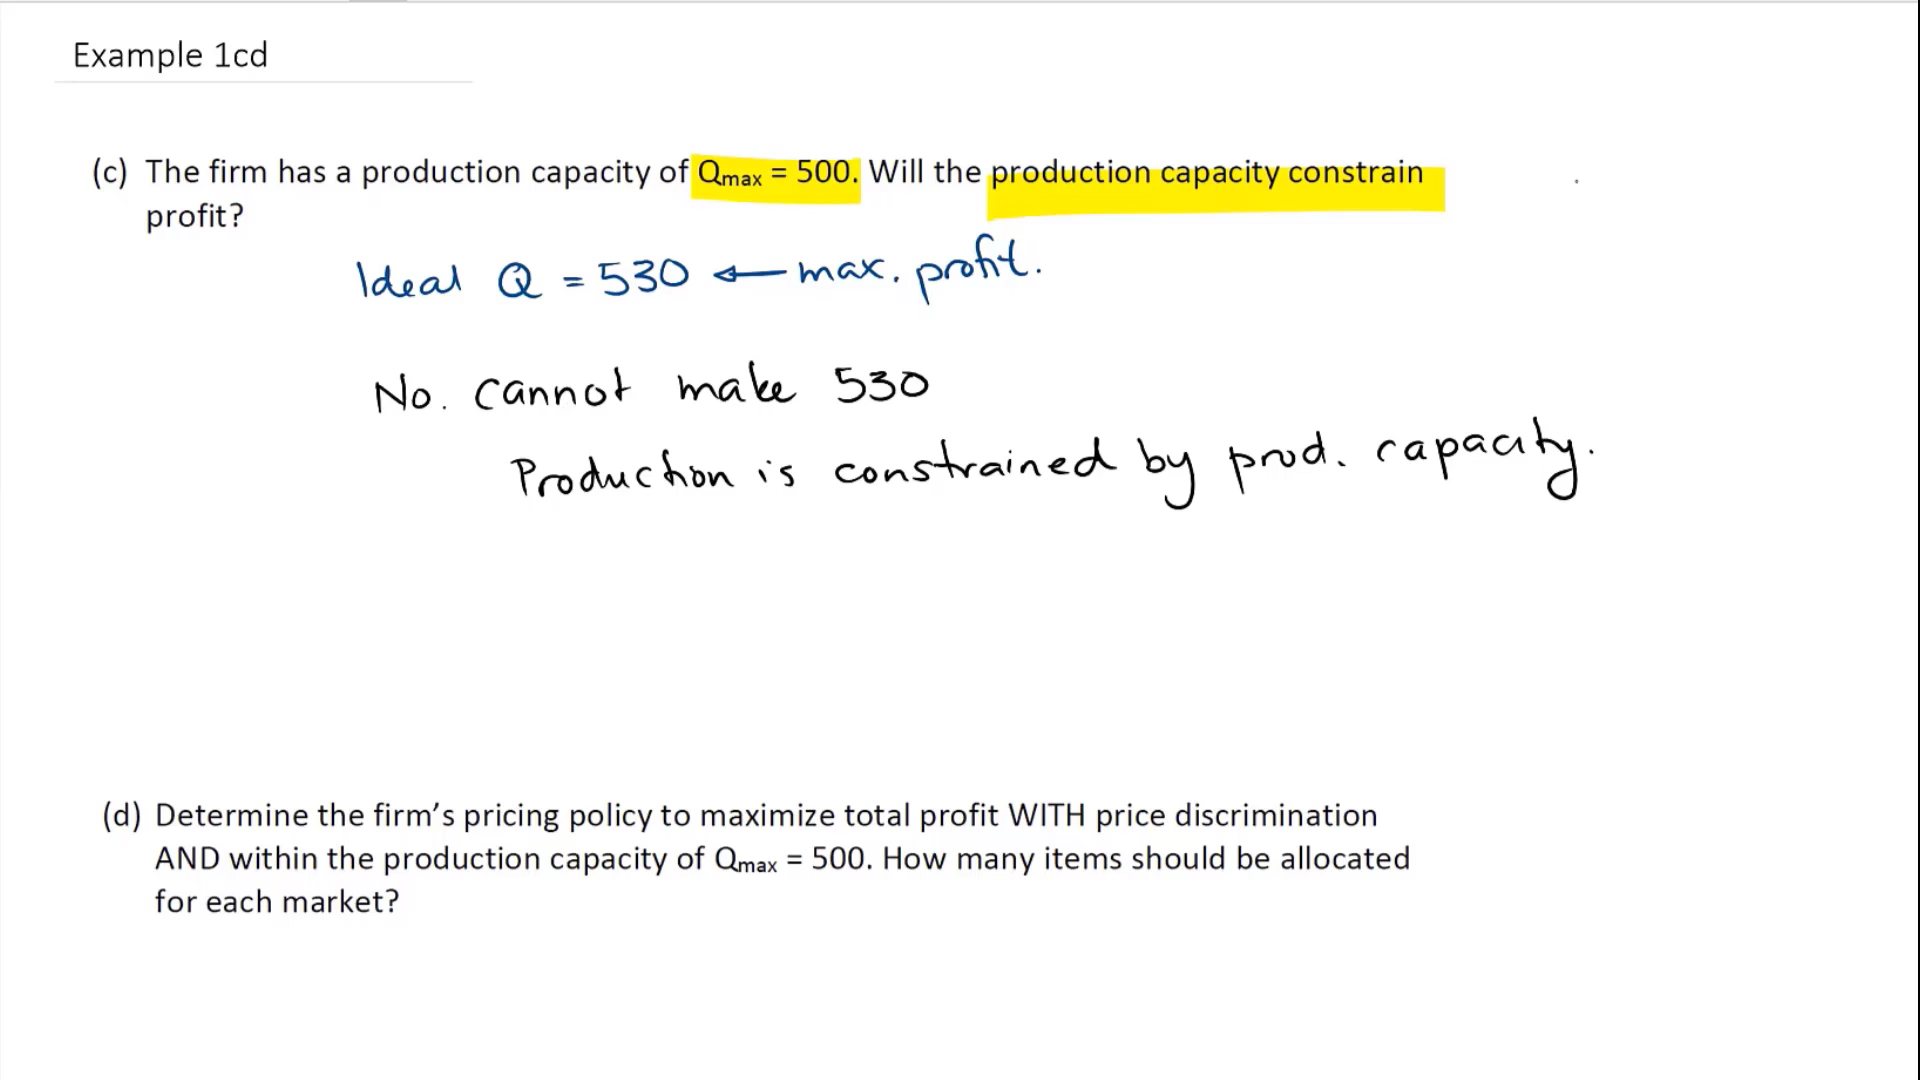 Example 1cd
(c) The firm has a production capacity of Qmax = 500. Will the production capacity constrain
profit?
Ideal Q = 530 ← max. profit.
No. Cannot make 530
Production is constrained by prod. capacity.
(d) Determine the firm's pricing policy to maximize total profit WITH price discrimination
AND within the production capacity of Qmax = 500. How many items should be allocated
for each market?